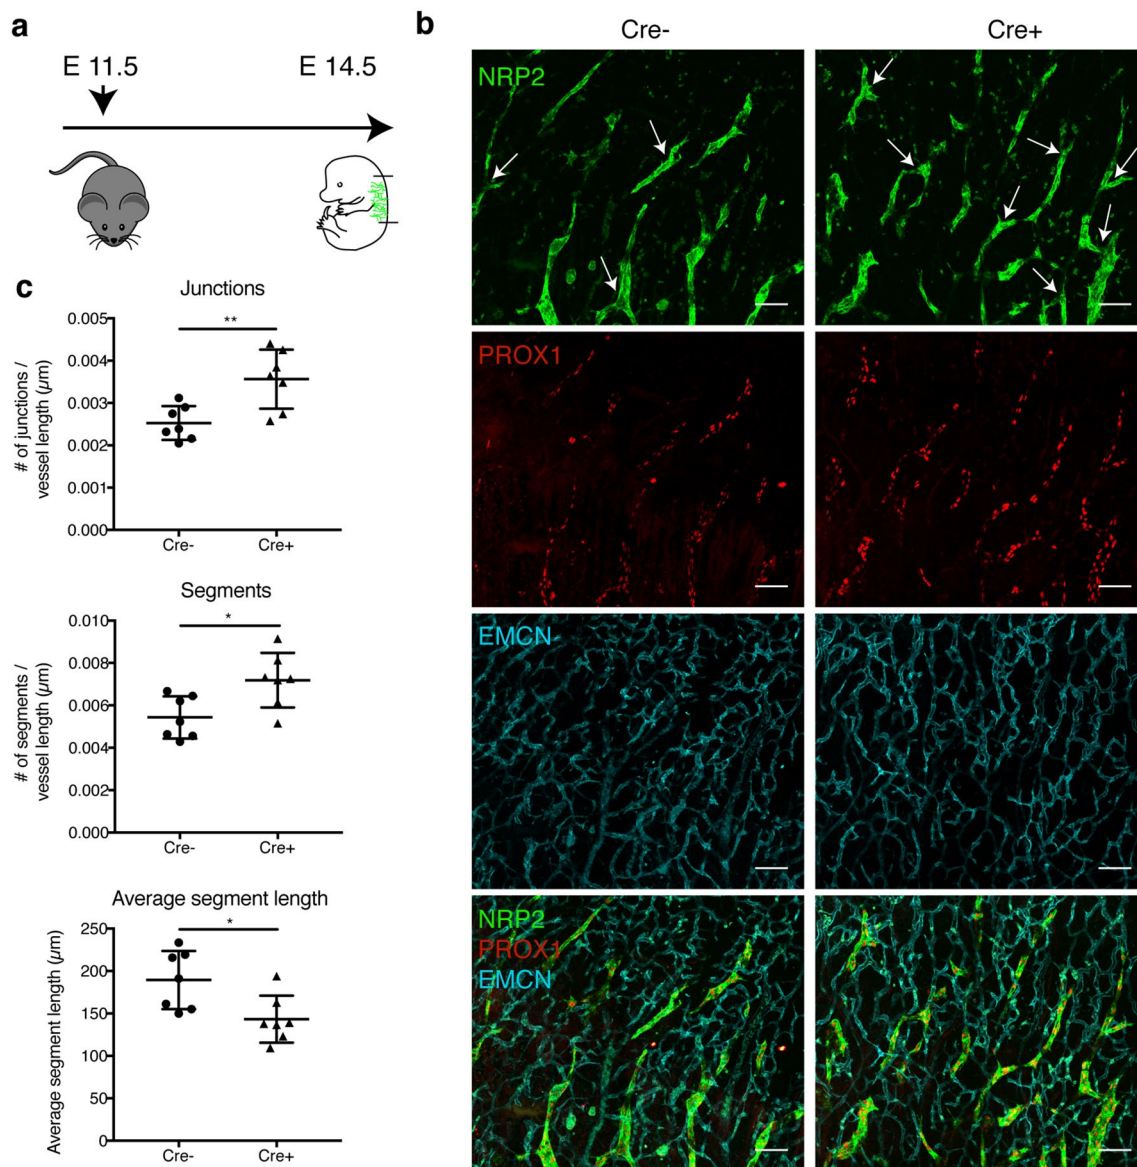 a
E 11.5
E 14.5
b
Cre-
Cre+
NRP2
PROX1
EMCN
NRP2
PROX1
EMCN
c
Junctions
# of junctions /
vessel length (µm)
0.005
0.004
0.003
0.002
0.001
0.000
**
Cre-
Cre+
Segments
# of segments /
vessel length (µm)
0.010
0.008
0.006
0.004
0.002
0.000
*
Cre-
Cre+
Average segment length
Average segment length (µm)
250
200
150
100
50
0
*
Cre-
Cre+